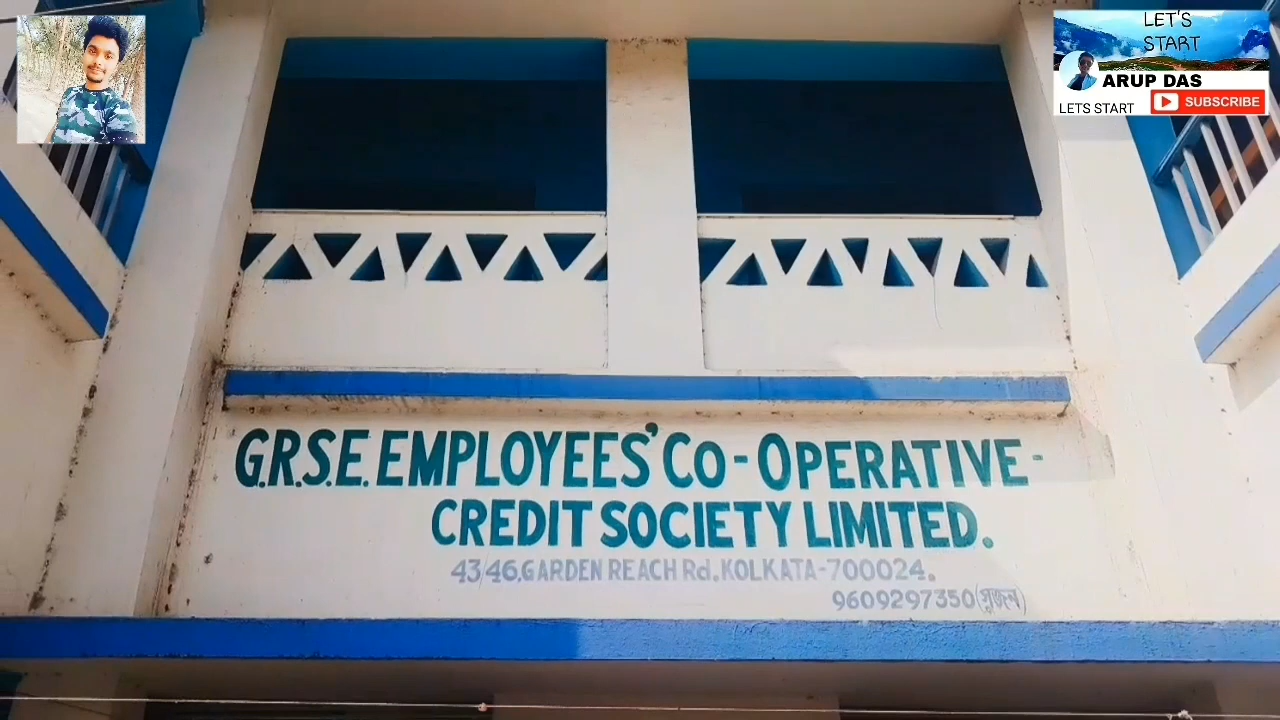 LET'S
START
ARUP DAS
LETS START
SUBSCRIBE
G.R.S.E. EMPLOYEES' CO-OPERATIVE-
CREDIT SOCIETY LIMITED.
43/46,GARDEN REACH Rd.KOLKATA-700024.
9609297350(সুজন)